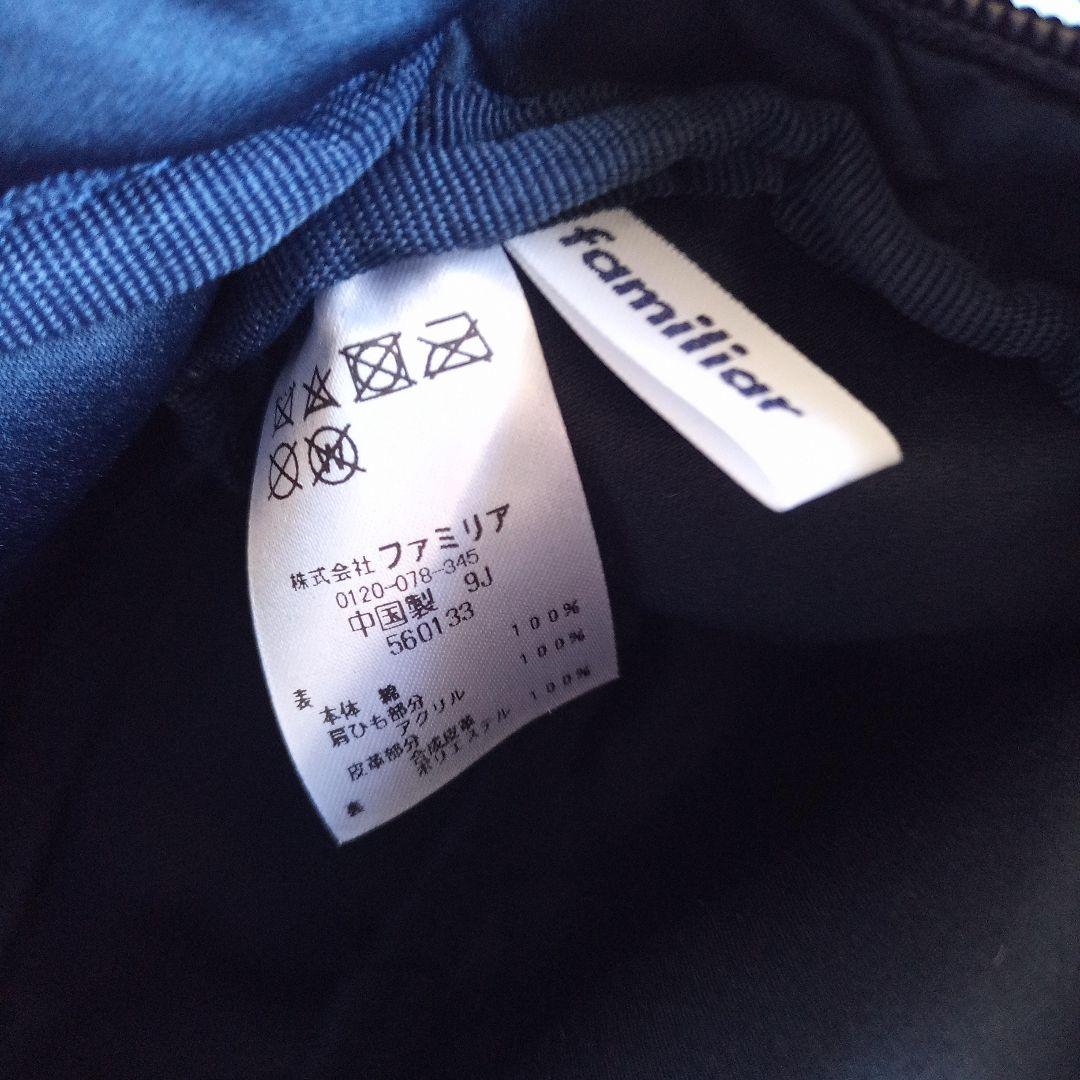 familiar
株式会社 ファミリア
0120-078-345
中国製 9J
560133
表 本体 綿 100%
肩ひも部分
アクリル 100%
皮革部分 合成皮革
裏 ポリエステル 100%